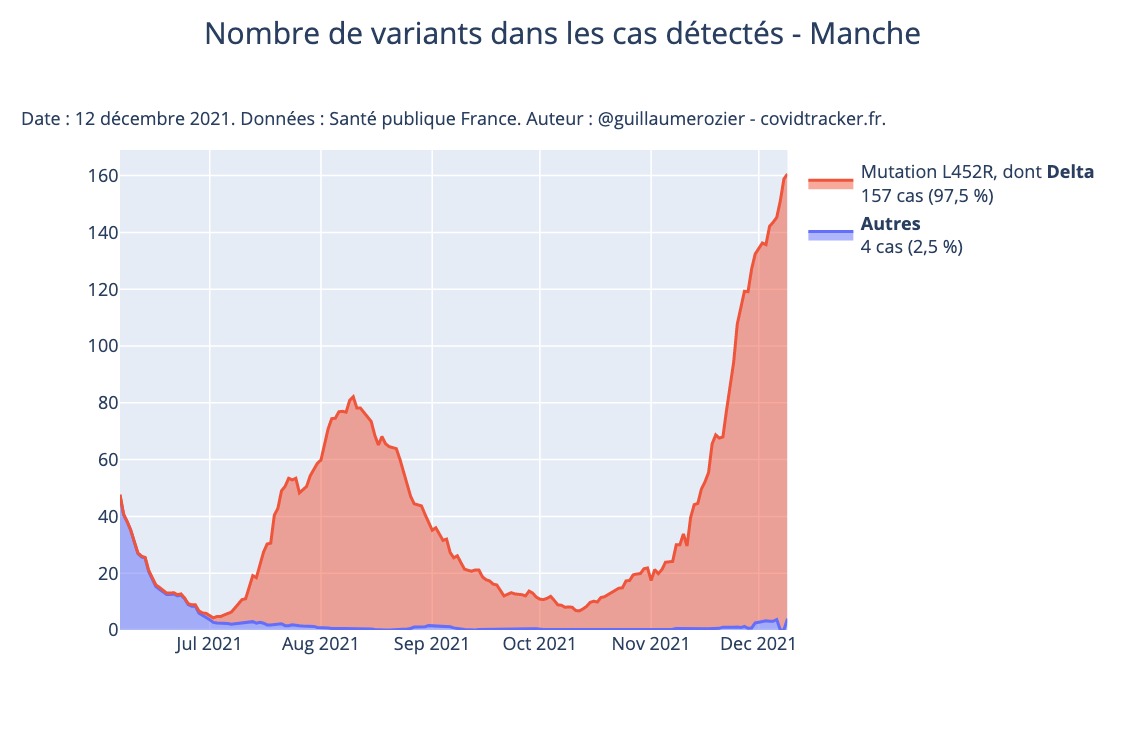 Nombre de variants dans les cas détectés - Manche
Date : 12 décembre 2021. Données : Santé publique France. Auteur : @guillaumerozier - covidtracker.fr.
160
140
120
100
80
60
40
20
0
Jul 2021
Aug 2021
Sep 2021
Oct 2021
Nov 2021
Dec 2021
Mutation L452R, dont Delta
157 cas (97,5 %)
Autres
4 cas (2,5 %)